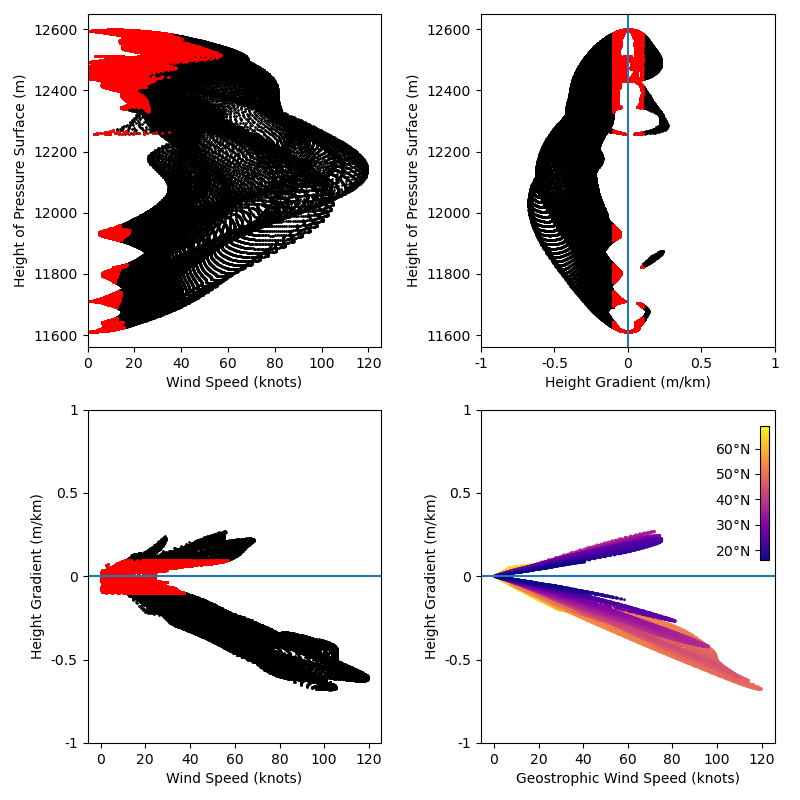 12600
12400
12200
12000
11800
11600
Height of Pressure Surface (m)
0 20 40 60 80 100 120
Wind Speed (knots)
12600
12400
12200
12000
11800
11600
Height of Pressure Surface (m)
-1 -0.5 0 0.5 1
Height Gradient (m/km)
1
0.5
0
-0.5
-1
Height Gradient (m/km)
0 20 40 60 80 100 120
Wind Speed (knots)
1
0.5
0
-0.5
-1
Height Gradient (m/km)
60°N
50°N
40°N
30°N
20°N
0 20 40 60 80 100 120
Geostrophic Wind Speed (knots)